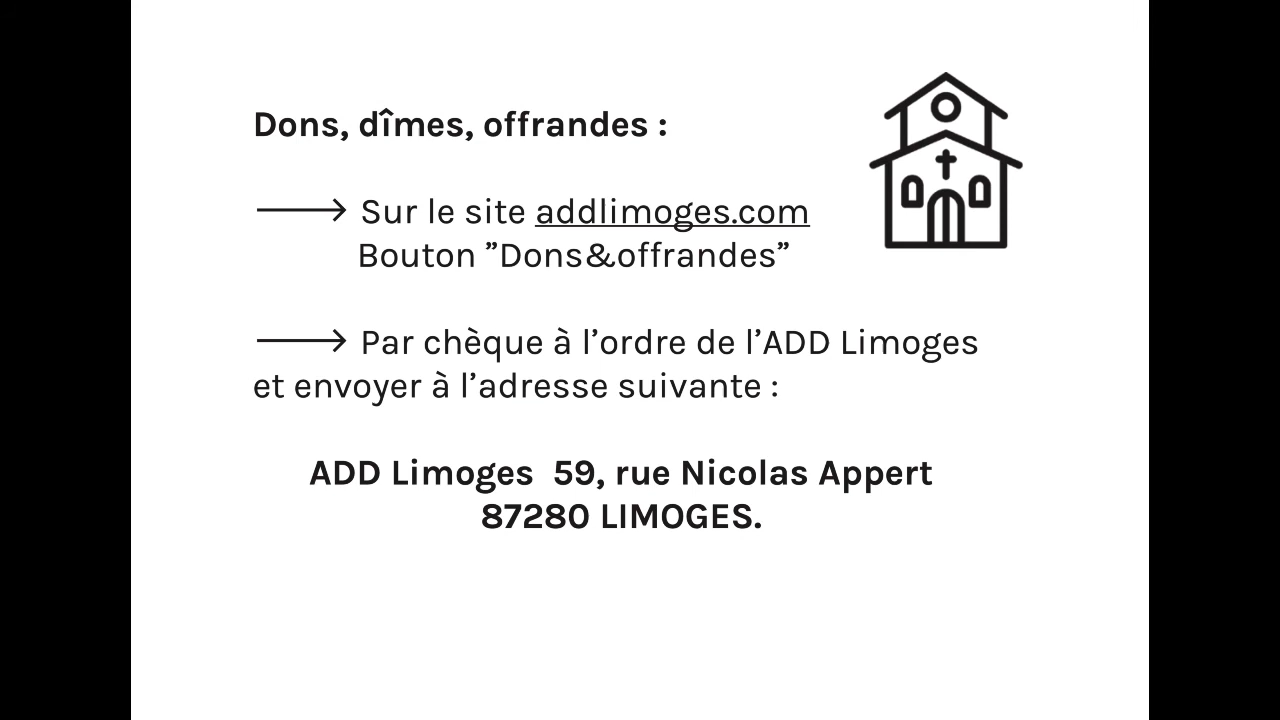 Dons, dîmes, offrandes :
⟶ Sur le site addlimoges.com
Bouton ”Dons&offrandes”
⟶ Par chèque à l’ordre de l’ADD Limoges
et envoyer à l’adresse suivante :
ADD Limoges  59, rue Nicolas Appert
87280 LIMOGES.